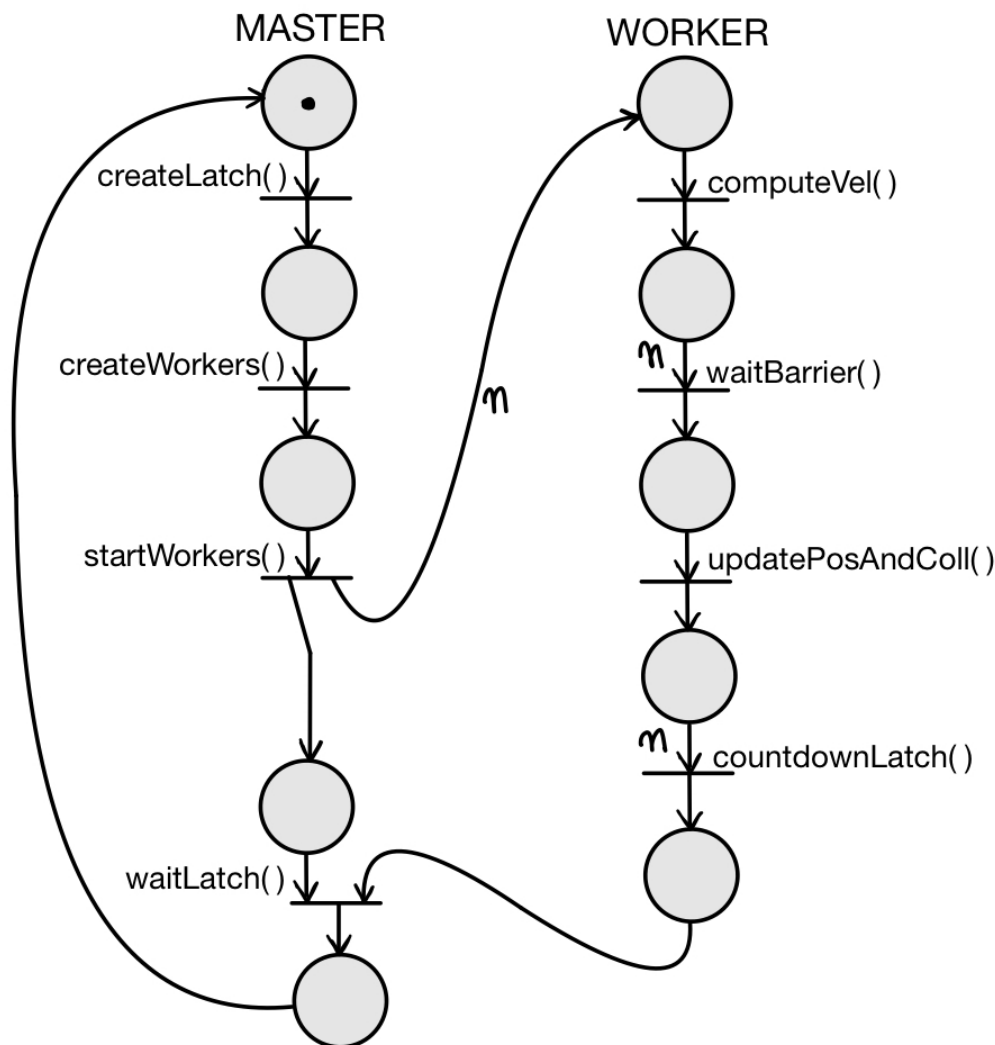 MASTER
WORKER
createLatch()
computeVel()
createWorkers()
n
waitBarrier()
n
startWorkers()
updatePosAndColl()
n
countdownLatch()
waitLatch()